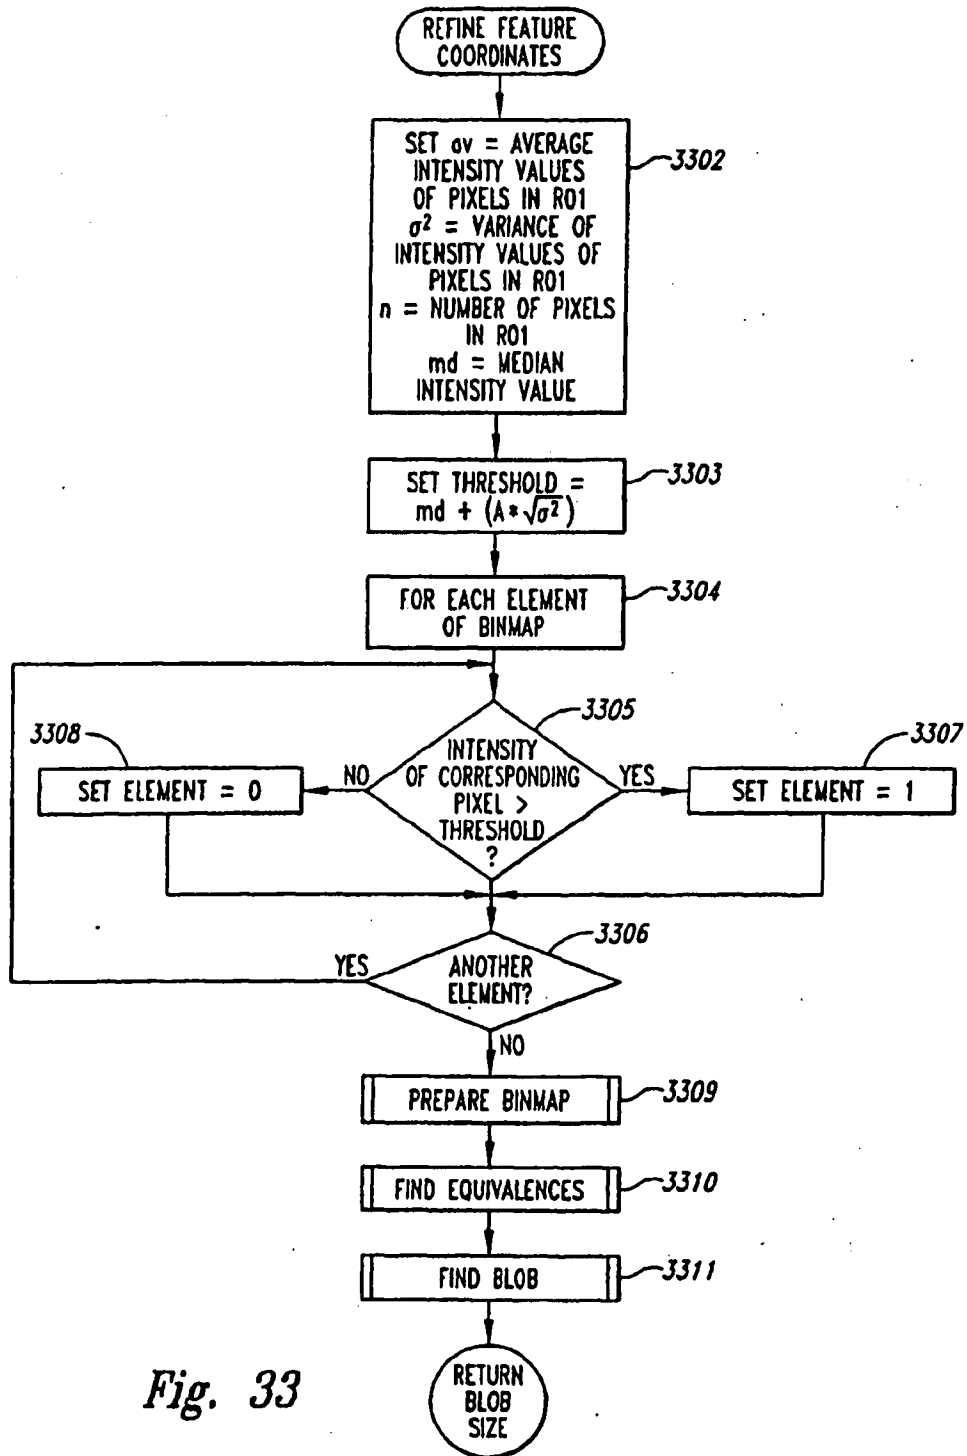 REFINE FEATURE
COORDINATES
SET av = AVERAGE
INTENSITY VALUES
OF PIXELS IN R01
σ² = VARIANCE OF
INTENSITY VALUES OF
PIXELS IN R01
n = NUMBER OF PIXELS
IN R01
md = MEDIAN
INTENSITY VALUE
3302
SET THRESHOLD =
md + (A*√σ²)
3303
FOR EACH ELEMENT
OF BINMAP
3304
3305
INTENSITY
OF CORRESPONDING
PIXEL >
THRESHOLD
?
NO
YES
3308
SET ELEMENT = 0
3307
SET ELEMENT = 1
3306
ANOTHER
ELEMENT?
YES
NO
PREPARE BINMAP
3309
FIND EQUIVALENCES
3310
FIND BLOB
3311
RETURN
BLOB
SIZE
Fig. 33